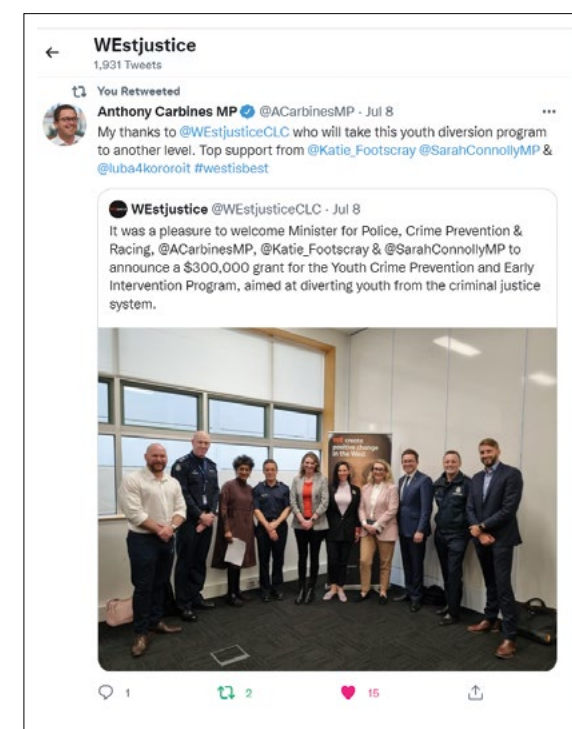 WEstjustice
1,931 Tweets
You Retweeted
Anthony Carbines MP @ACarbinesMP · Jul 8
My thanks to @WEstjusticeCLC who will take this youth diversion program
to another level. Top support from @Katie_Footscray @SarahConnollyMP &
@luba4kororoit #westisbest
WEstjustice @WEstjusticeCLC · Jul 8
It was a pleasure to welcome Minister for Police, Crime Prevention &
Racing, @ACarbinesMP, @Katie_Footscray & @SarahConnollyMP to
announce a $300,000 grant for the Youth Crime Prevention and Early
Intervention Program, aimed at diverting youth from the criminal justice
system.
create
positive change
in the West
1 2 15